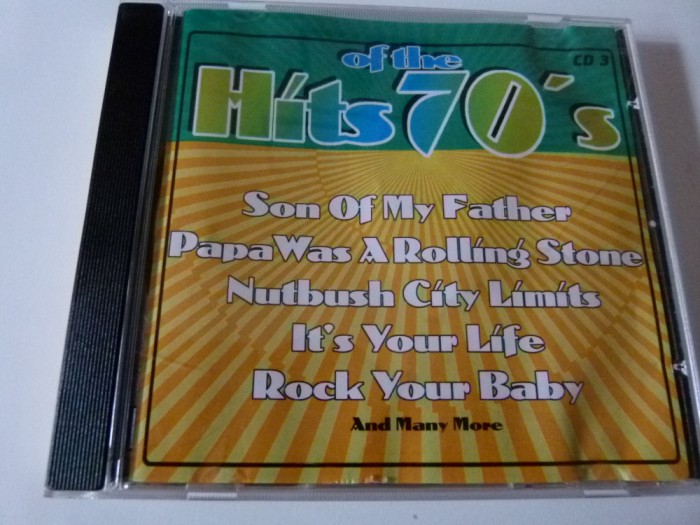 of the
CD 3
Hits 70's
Son Of My Father
Papa Was A Rolling Stone
Nutbush City Limits
It's Your Life
Rock Your Baby
And Many More